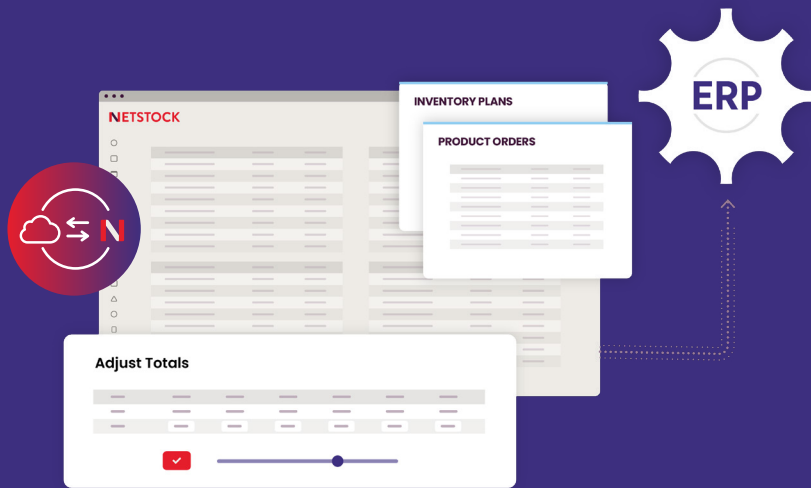 NETSTOCK
INVENTORY PLANS
PRODUCT ORDERS
ERP
N
Adjust Totals